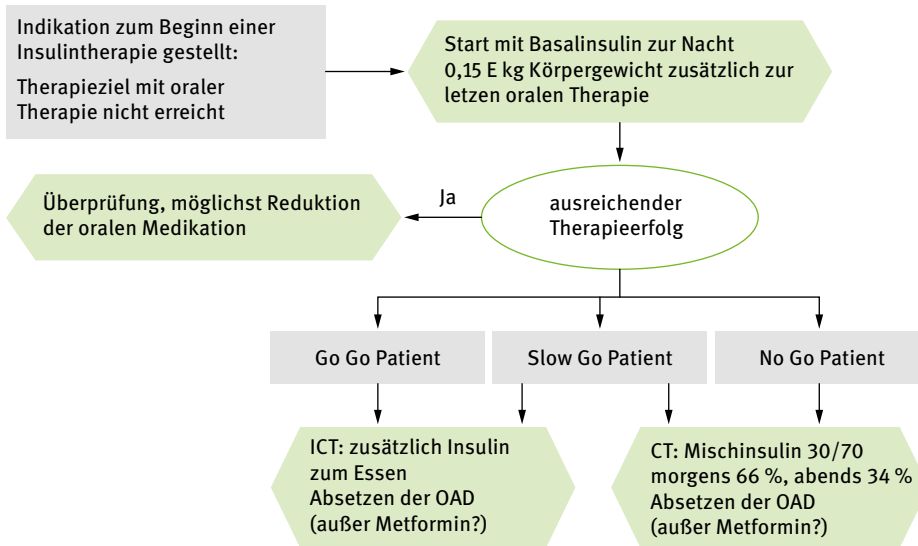 Indikation zum Beginn einer
Insulintherapie gestellt:
Therapieziel mit oraler
Therapie nicht erreicht
Start mit Basalinsulin zur Nacht
0,15 E kg Körpergewicht zusätzlich zur
letzen oralen Therapie
Überprüfung, möglichst Reduktion
der oralen Medikation
Ja
ausreichender
Therapieerfolg
Go Go Patient
Slow Go Patient
No Go Patient
ICT: zusätzlich Insulin
zum Essen
Absetzen der OAD
(außer Metformin?)
CT: Mischinsulin 30/70
morgens 66 %, abends 34 %
Absetzen der OAD
(außer Metformin?)